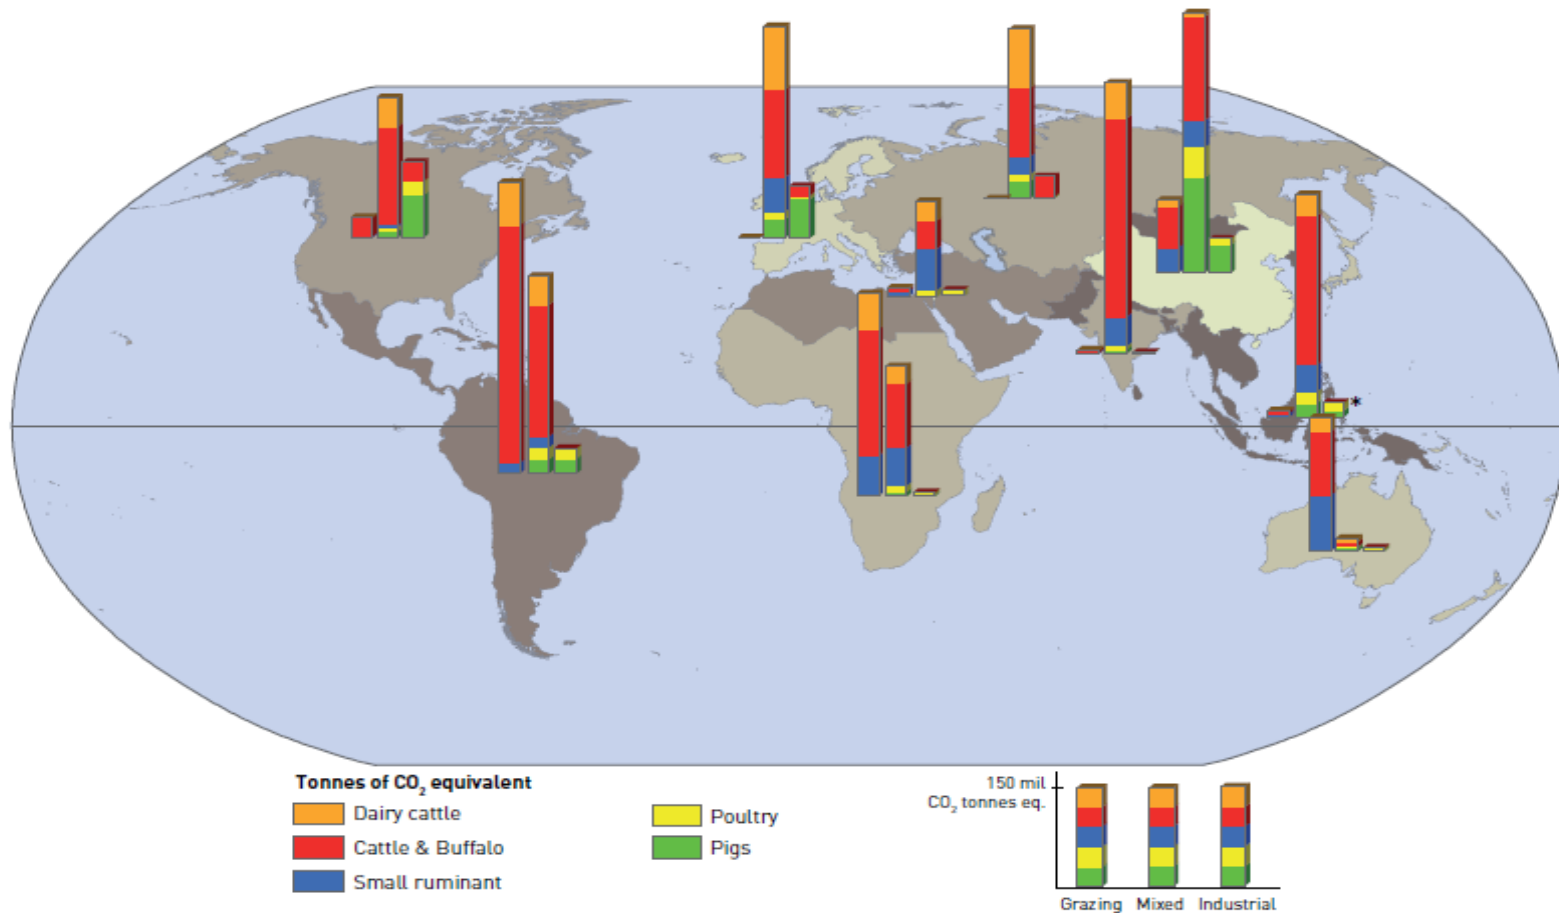 *
Tonnes of CO₂ equivalent
Dairy cattle
Cattle & Buffalo
Small ruminant
Poultry
Pigs
150 mil
CO₂ tonnes eq.
Grazing Mixed Industrial